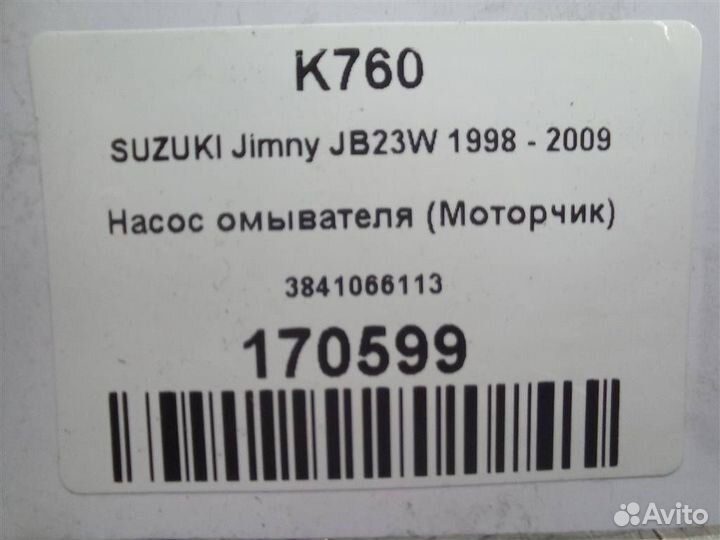 K760
SUZUKI Jimny JB23W 1998 - 2009
Насос омывателя (Моторчик)
3841066113
170599
Avito